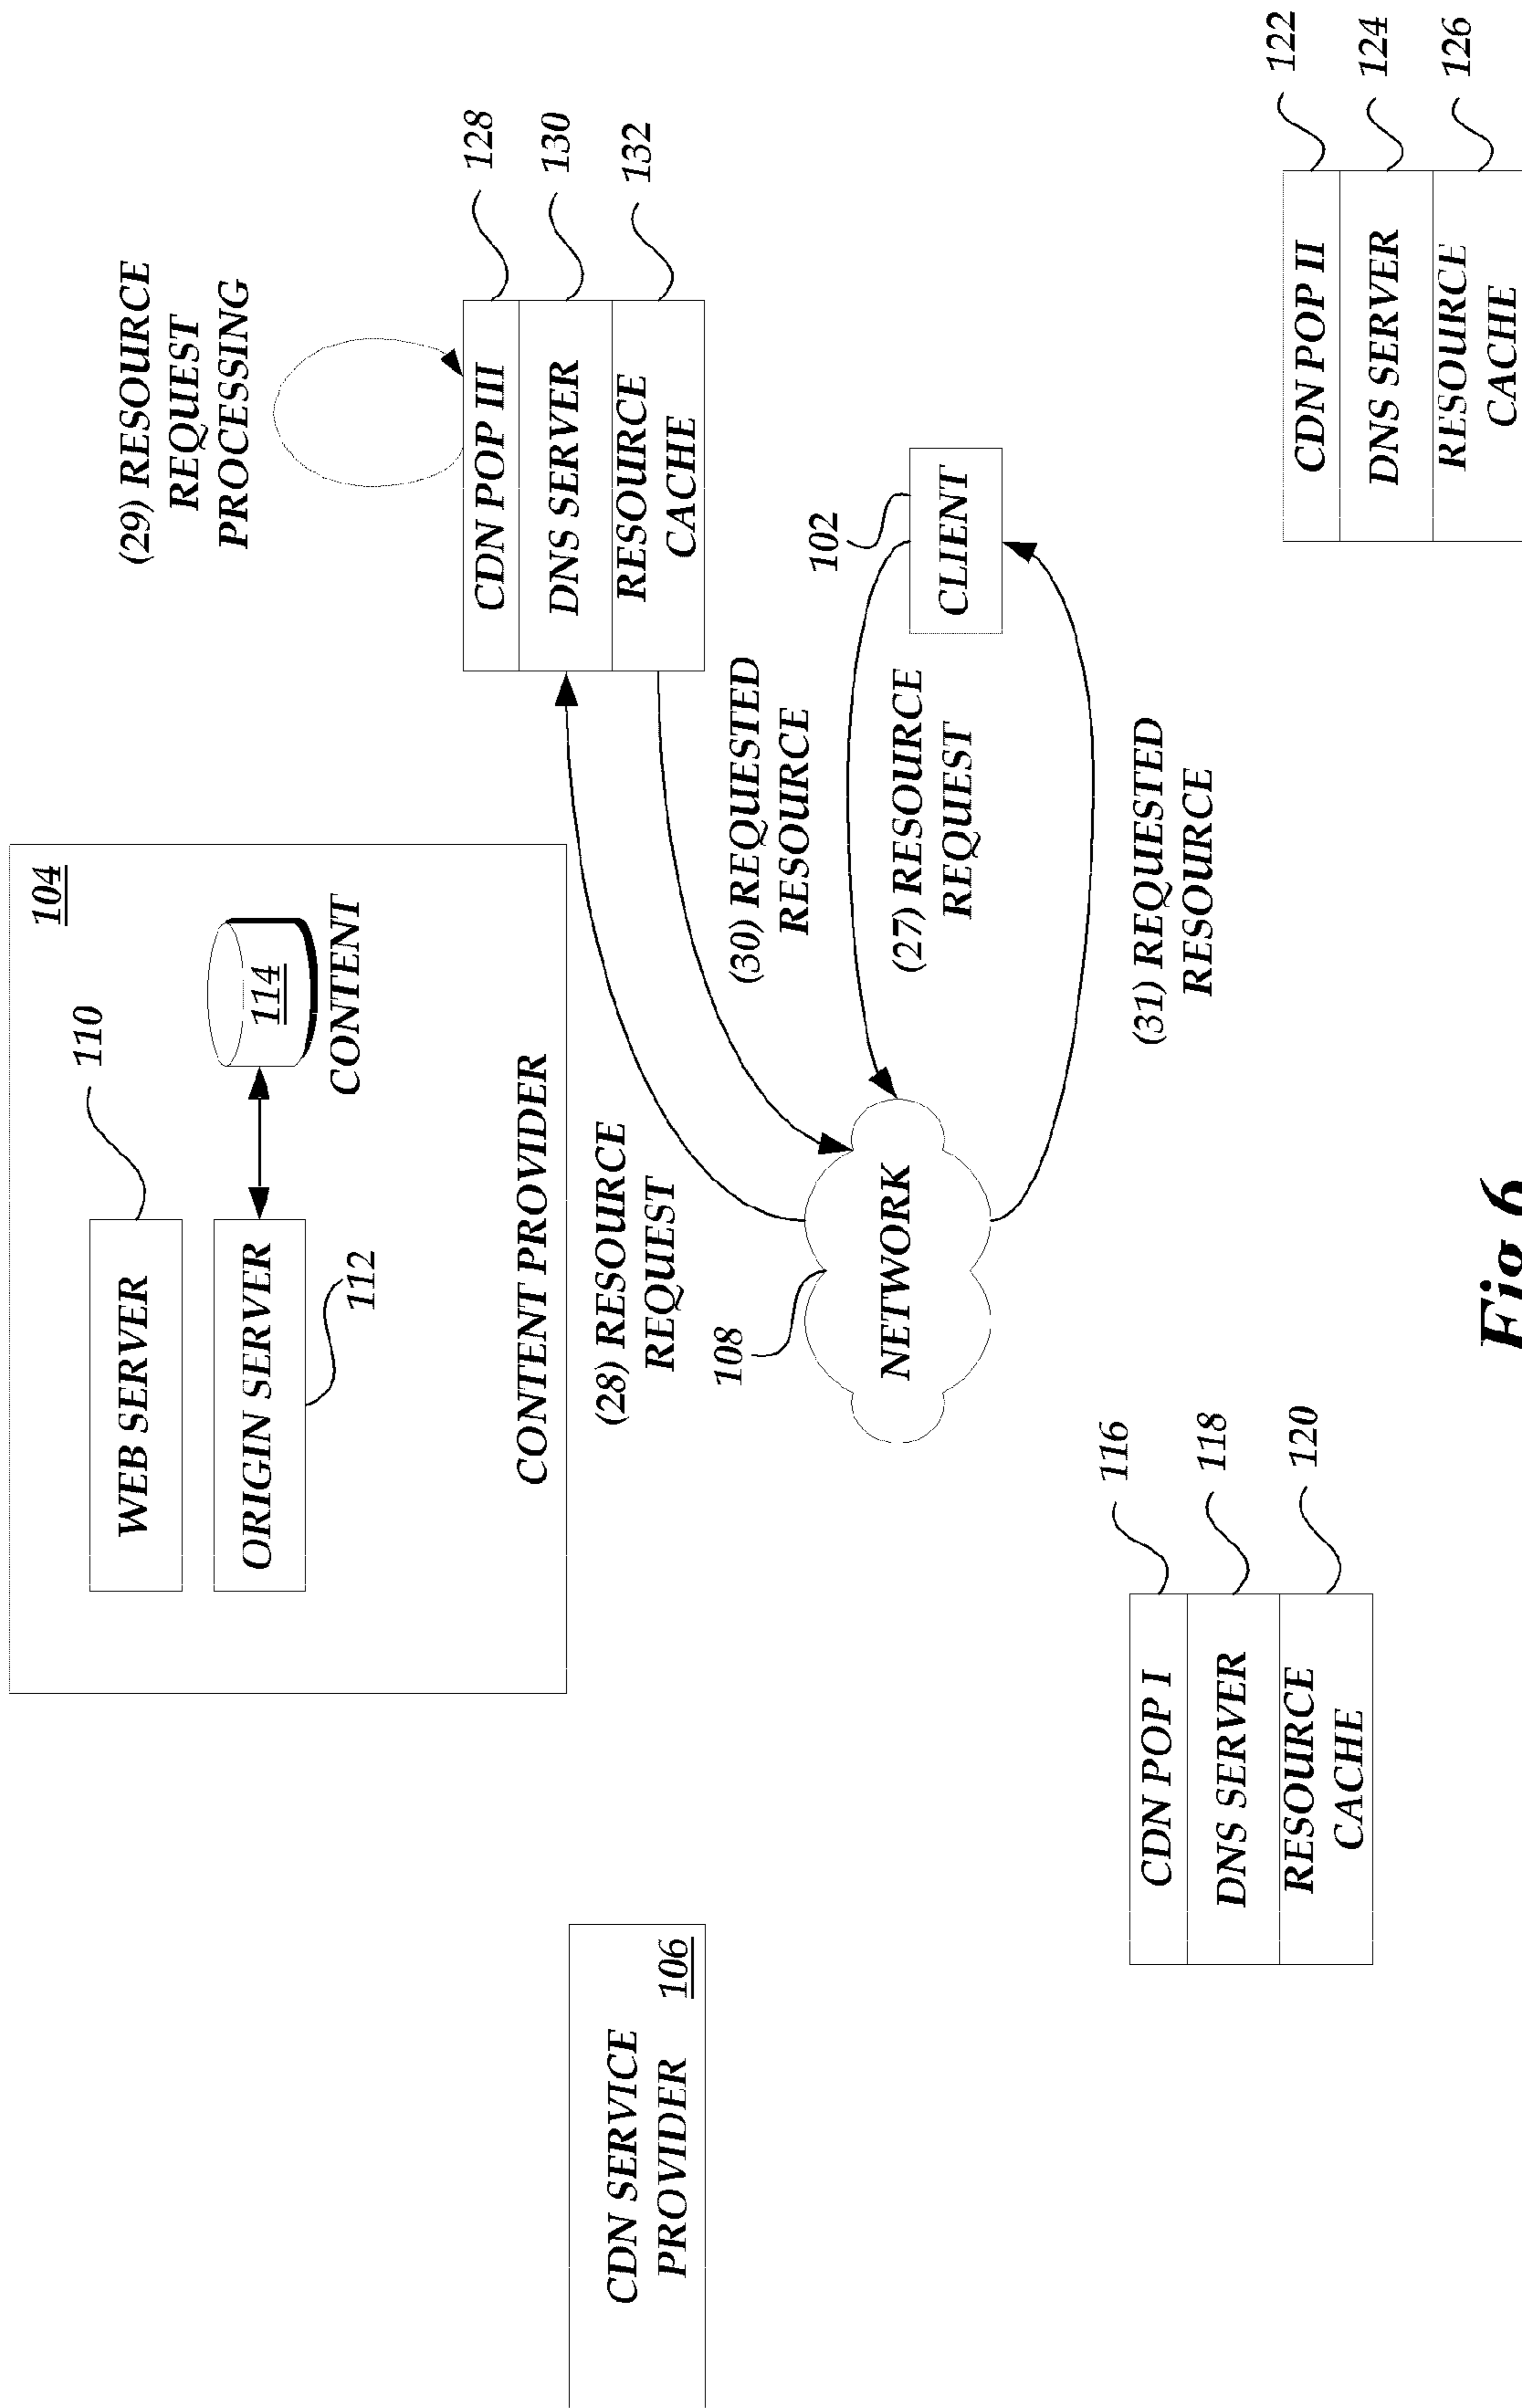 104
110
WEB SERVER
ORIGIN SERVER
112
114
CONTENT
CONTENT PROVIDER
(29) RESOURCE
REQUEST
PROCESSING
CDN POP III
DNS SERVER
RESOURCE
CACHE
128
130
132
CDN SERVICE
PROVIDER
106
(28) RESOURCE
REQUEST
108
NETWORK
(30) REQUESTED
RESOURCE
102
CLIENT
(27) RESOURCE
REQUEST
(31) REQUESTED
RESOURCE
CDN POP I
DNS SERVER
RESOURCE
CACHE
116
118
120
CDN POP II
DNS SERVER
RESOURCE
CACHE
122
124
126
Fig. 6.